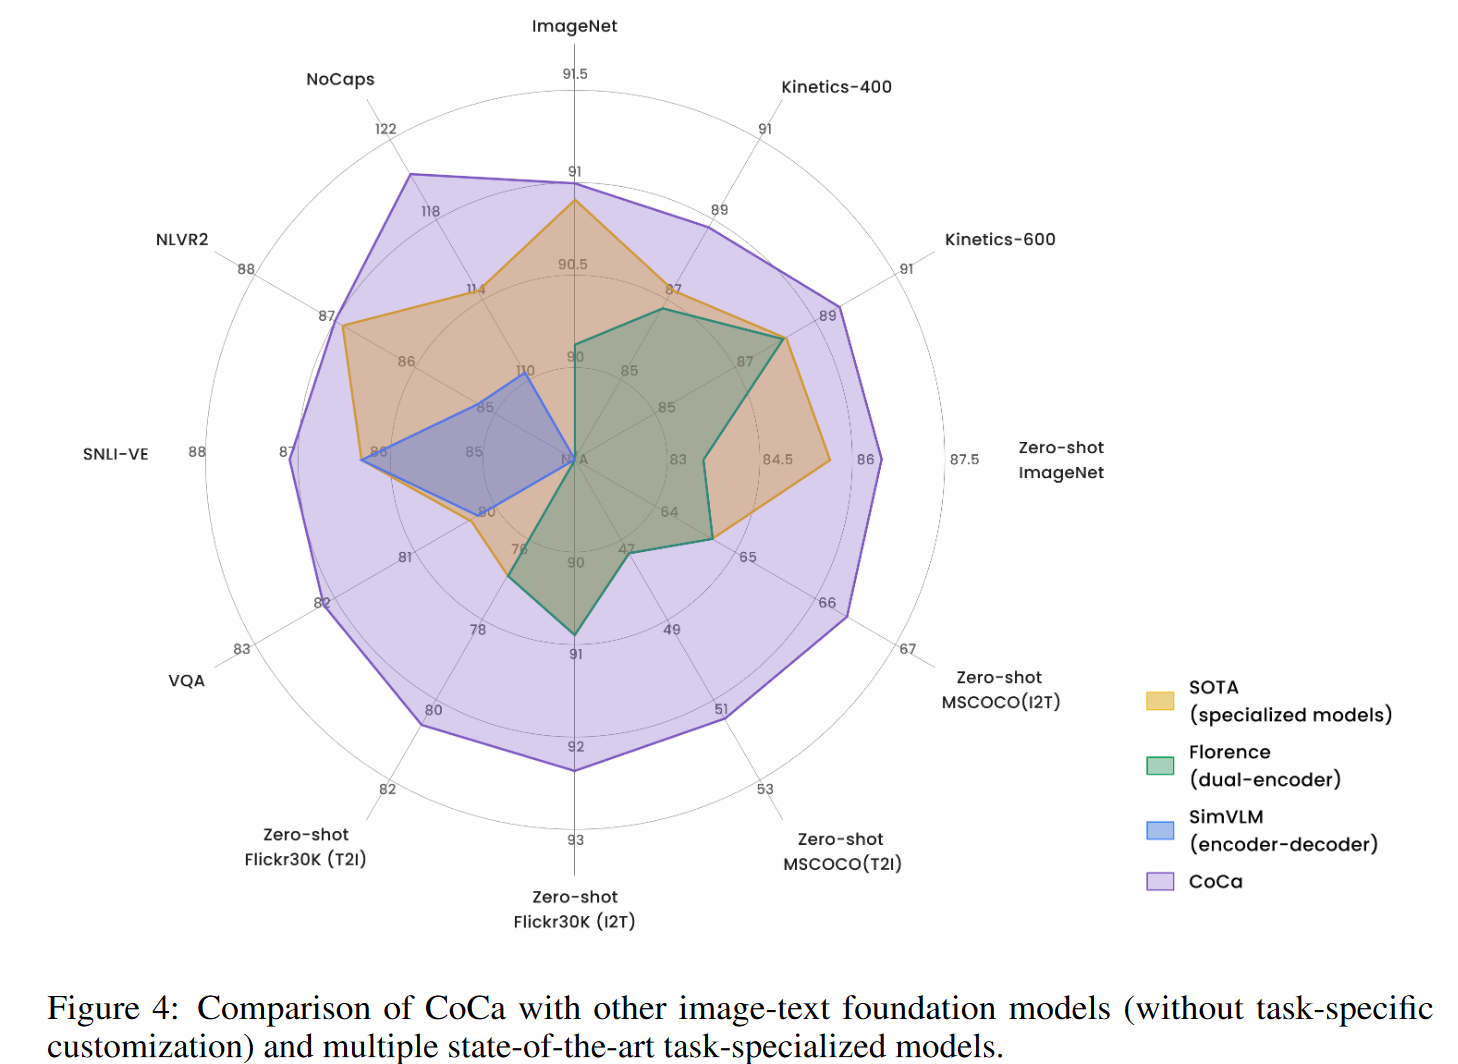 ImageNet
NoCaps
Kinetics-400
91.5
122
91
91
118
89
NLVR2
Kinetics-600
88
90.5
91
114
87
87
89
86
90
87
110
85
85
85
SNLI-VE
88
87
86
85
N/A
83
84.5
86
87.5
Zero-shot
ImageNet
80
64
76
47
81
90
65
82
78
49
66
83
91
67
VQA
Zero-shot
MSCOCO(I2T)
80
51
92
82
53
Zero-shot
Flickr30K (T2I)
93
Zero-shot
MSCOCO(T2I)
Zero-shot
Flickr30K (I2T)
SOTA
(specialized models)
Florence
(dual-encoder)
SimVLM
(encoder-decoder)
CoCa
Figure 4: Comparison of CoCa with other image-text foundation models (without task-specific
customization) and multiple state-of-the-art task-specialized models.